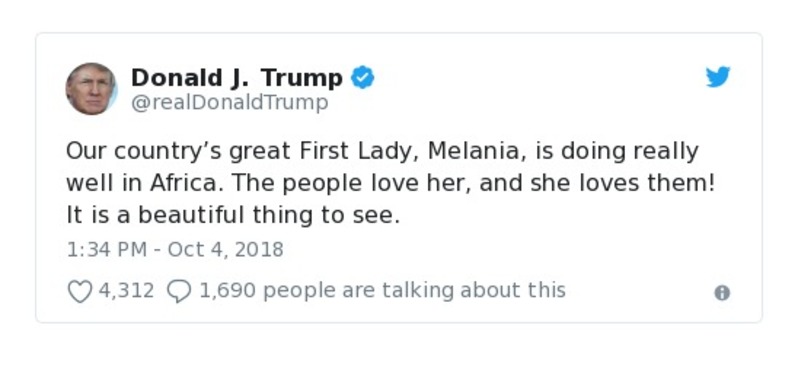 Donald J. Trump
@realDonaldTrump
Our country’s great First Lady, Melania, is doing really
well in Africa. The people love her, and she loves them!
It is a beautiful thing to see.
1:34 PM - Oct 4, 2018
4,312 1,690 people are talking about this